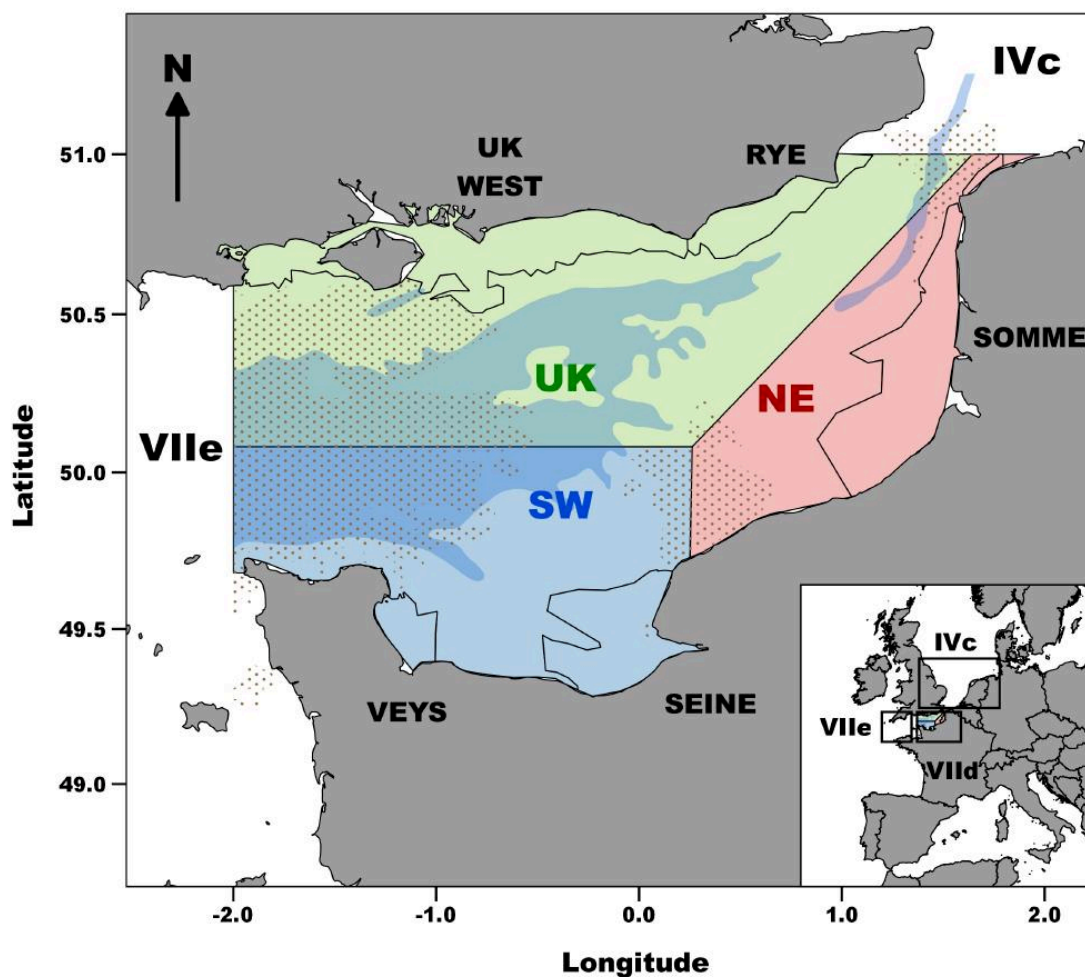 N
IVc
51.0
UK
WEST
RYE
50.5
SOMME
UK
NE
VIIe
50.0
SW
Latitude
49.5
VEYS
SEINE
49.0
IVc
VIIe
VIId
-2.0
-1.0
0.0
1.0
2.0
Longitude